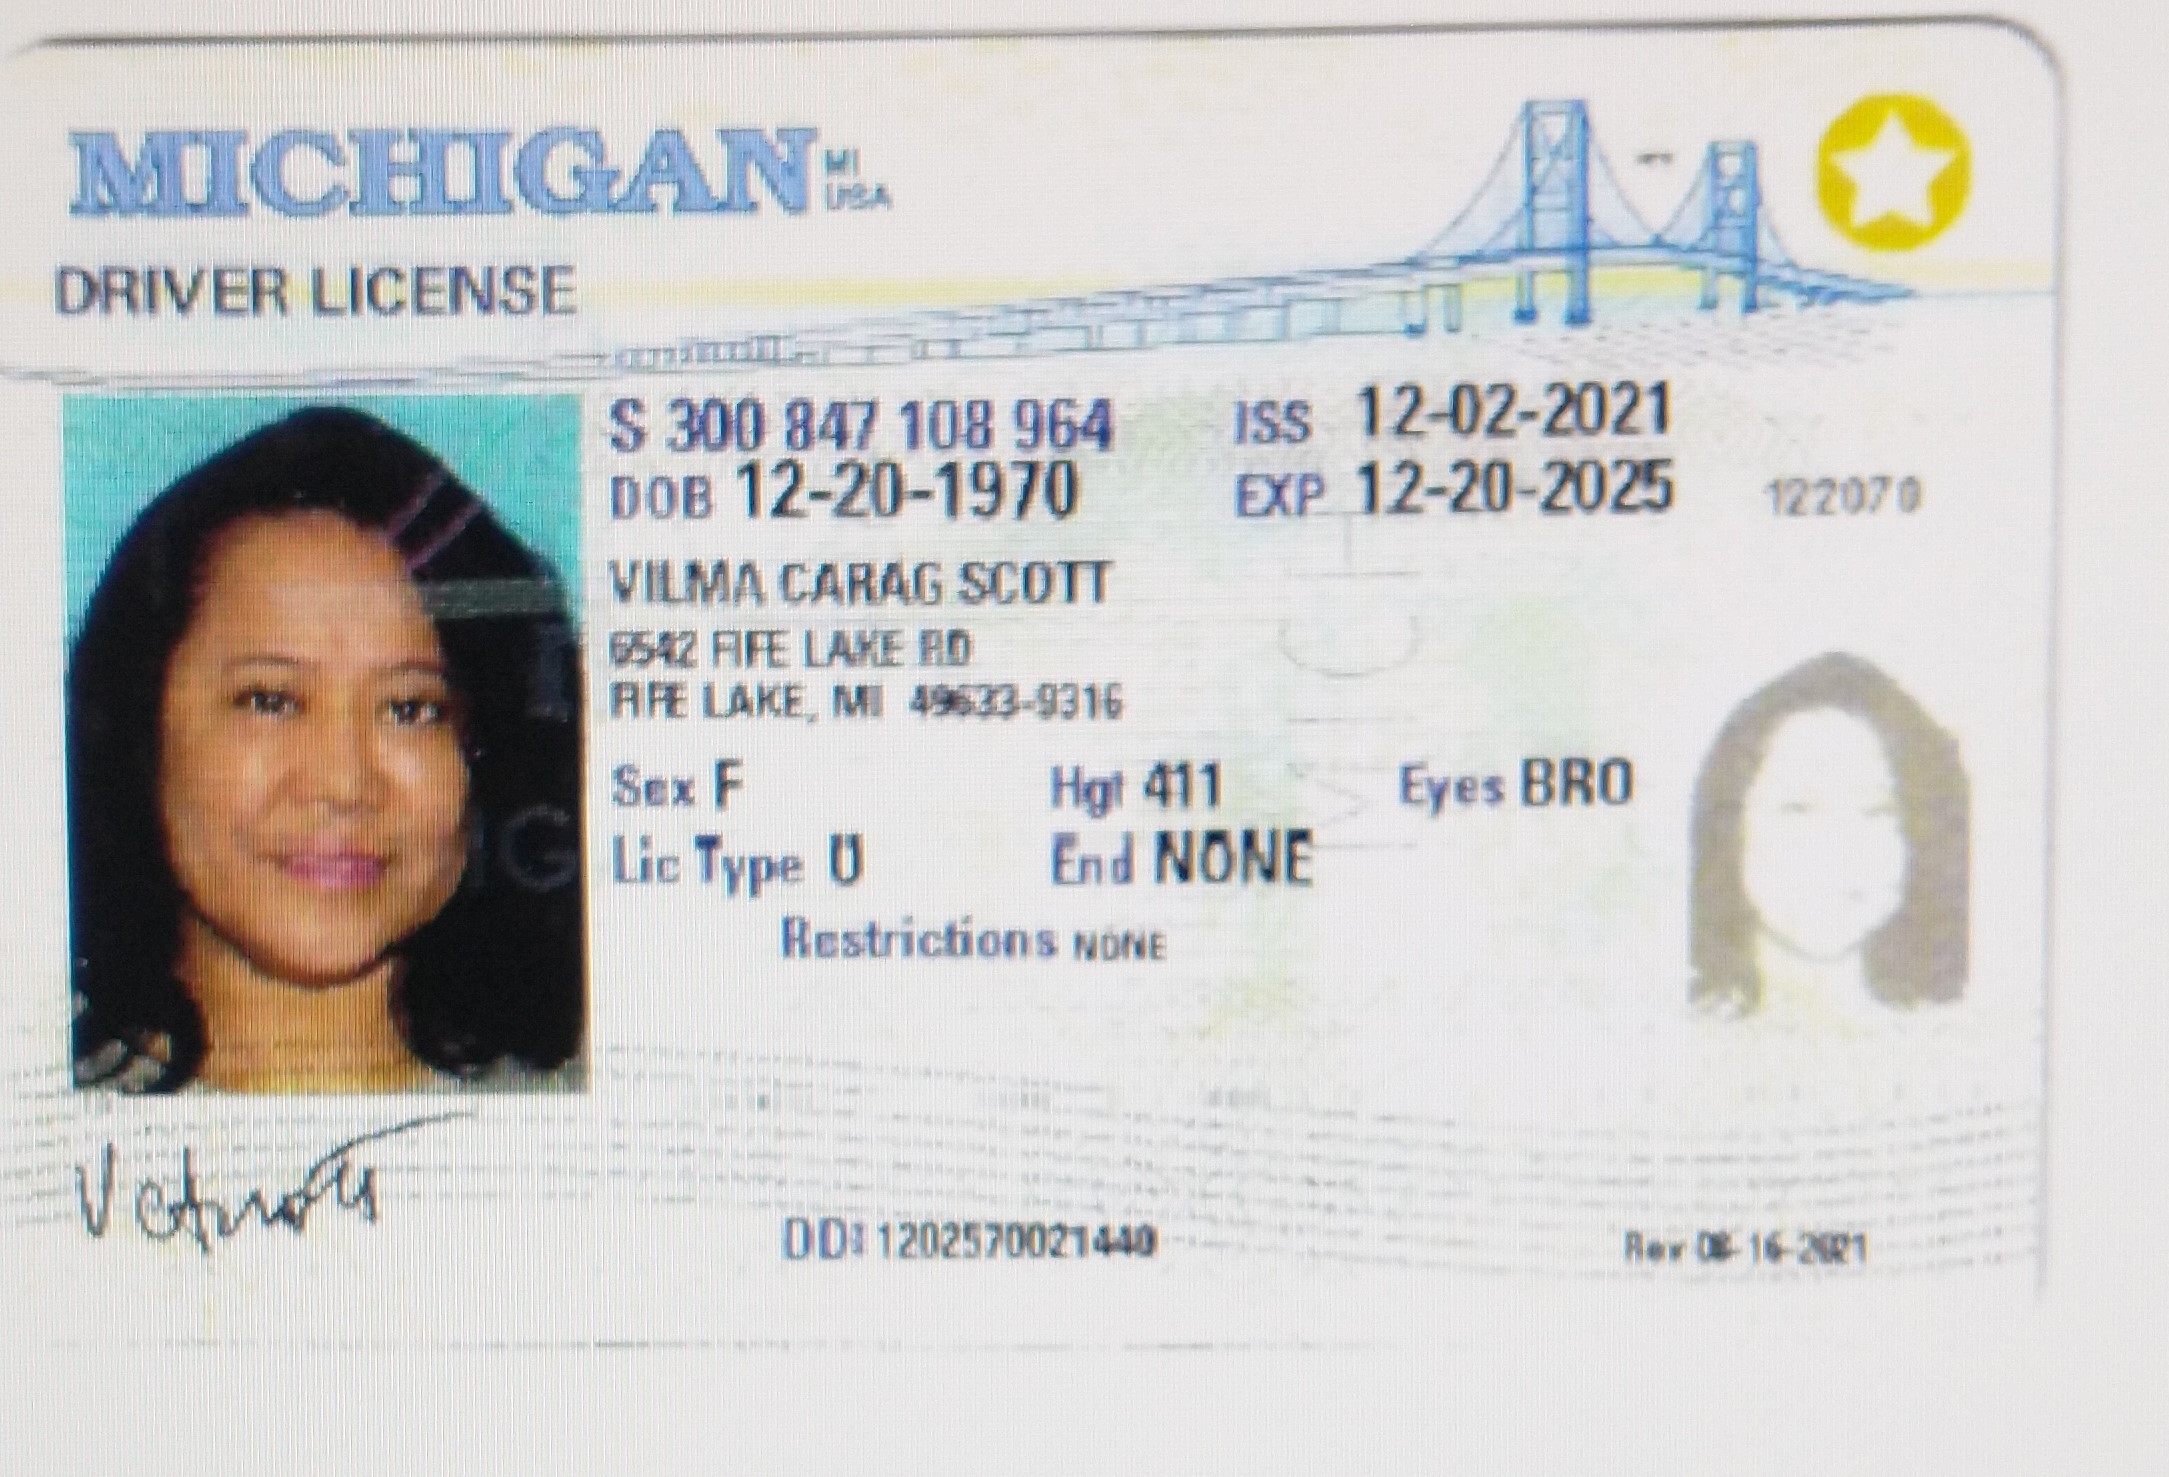 MICHIGAN MI USA
DRIVER LICENSE
S 300 847 108 964 ISS 12-02-2021
DOB 12-20-1970 EXP 12-20-2025 122070
VILMA CARAG SCOTT
6542 FIFE LAKE RD
FIFE LAKE, MI 49633-9316
Sex F Hgt 411 Eyes BRO
Lic Type O End NONE
Restrictions NONE
DD: 1202570021440
Rev 08-16-2021